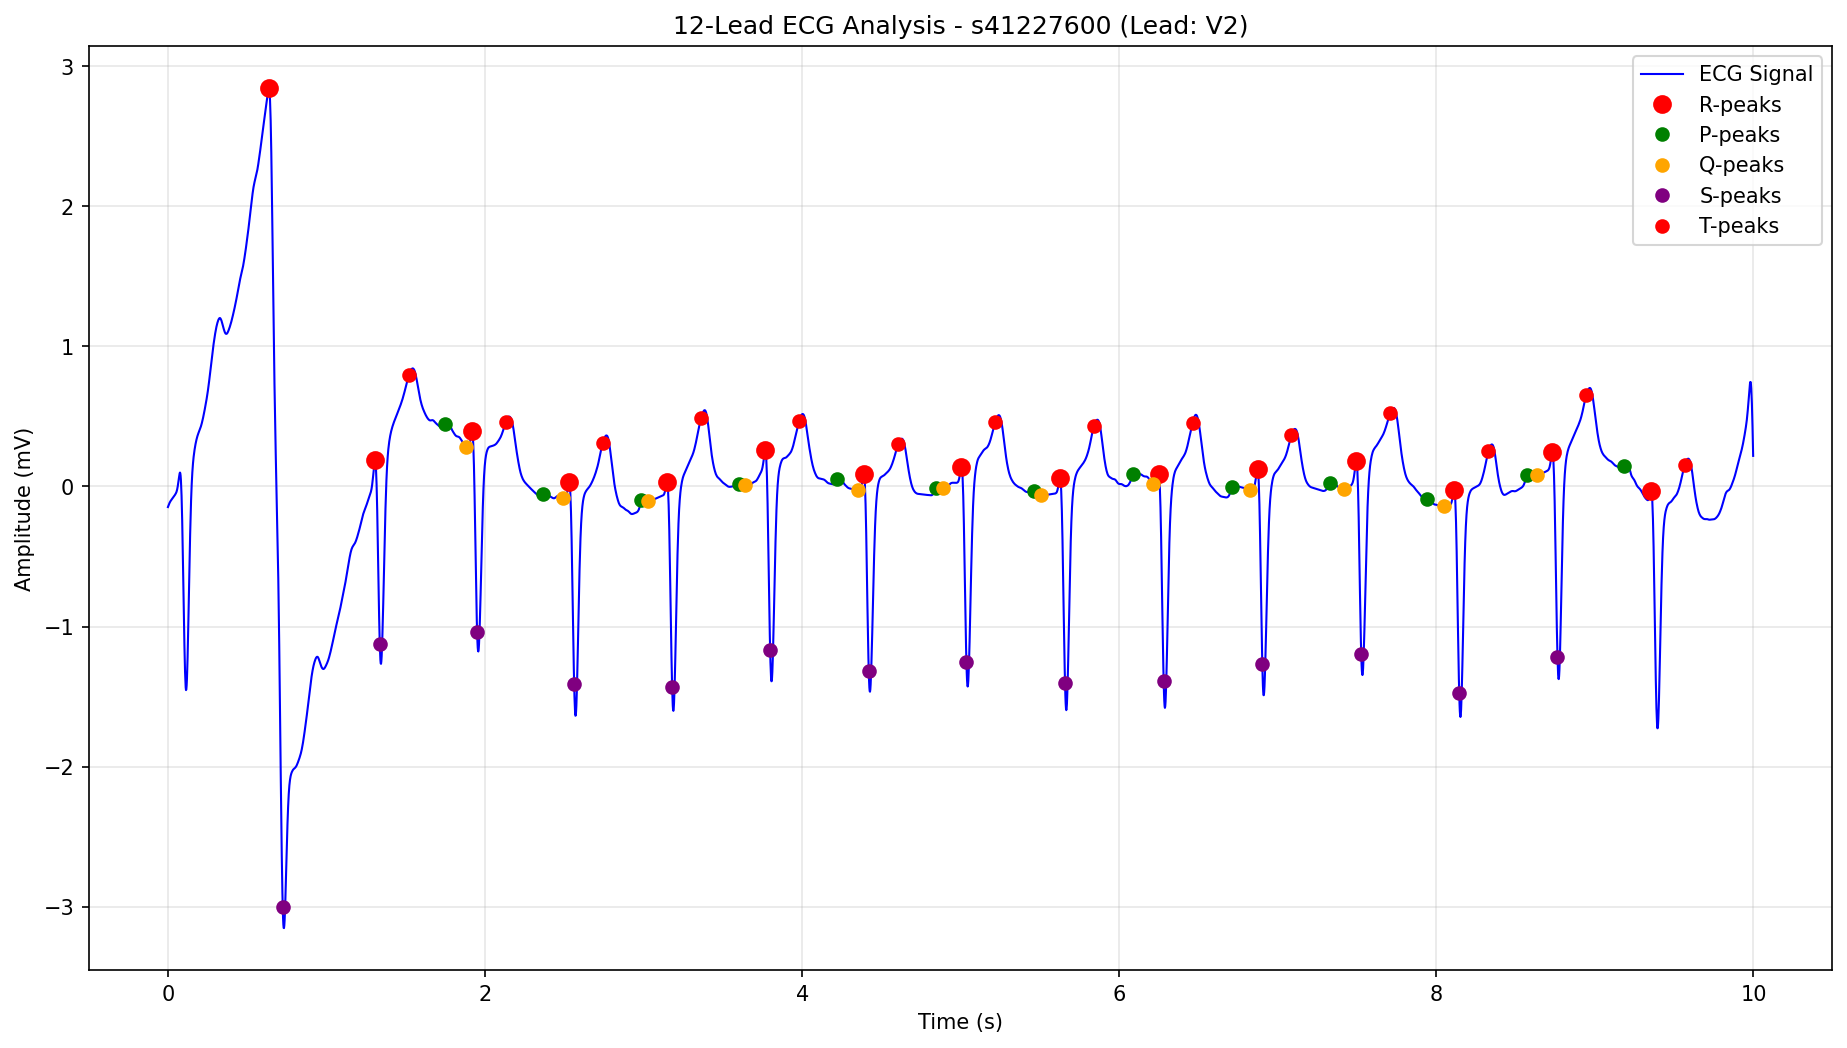 12-Lead ECG Analysis - s41227600 (Lead: V2)
ECG Signal
R-peaks
P-peaks
Q-peaks
S-peaks
T-peaks
Amplitude (mV)
3
2
1
0
−1
−2
−3
0 2 4 6 8 10
Time (s)